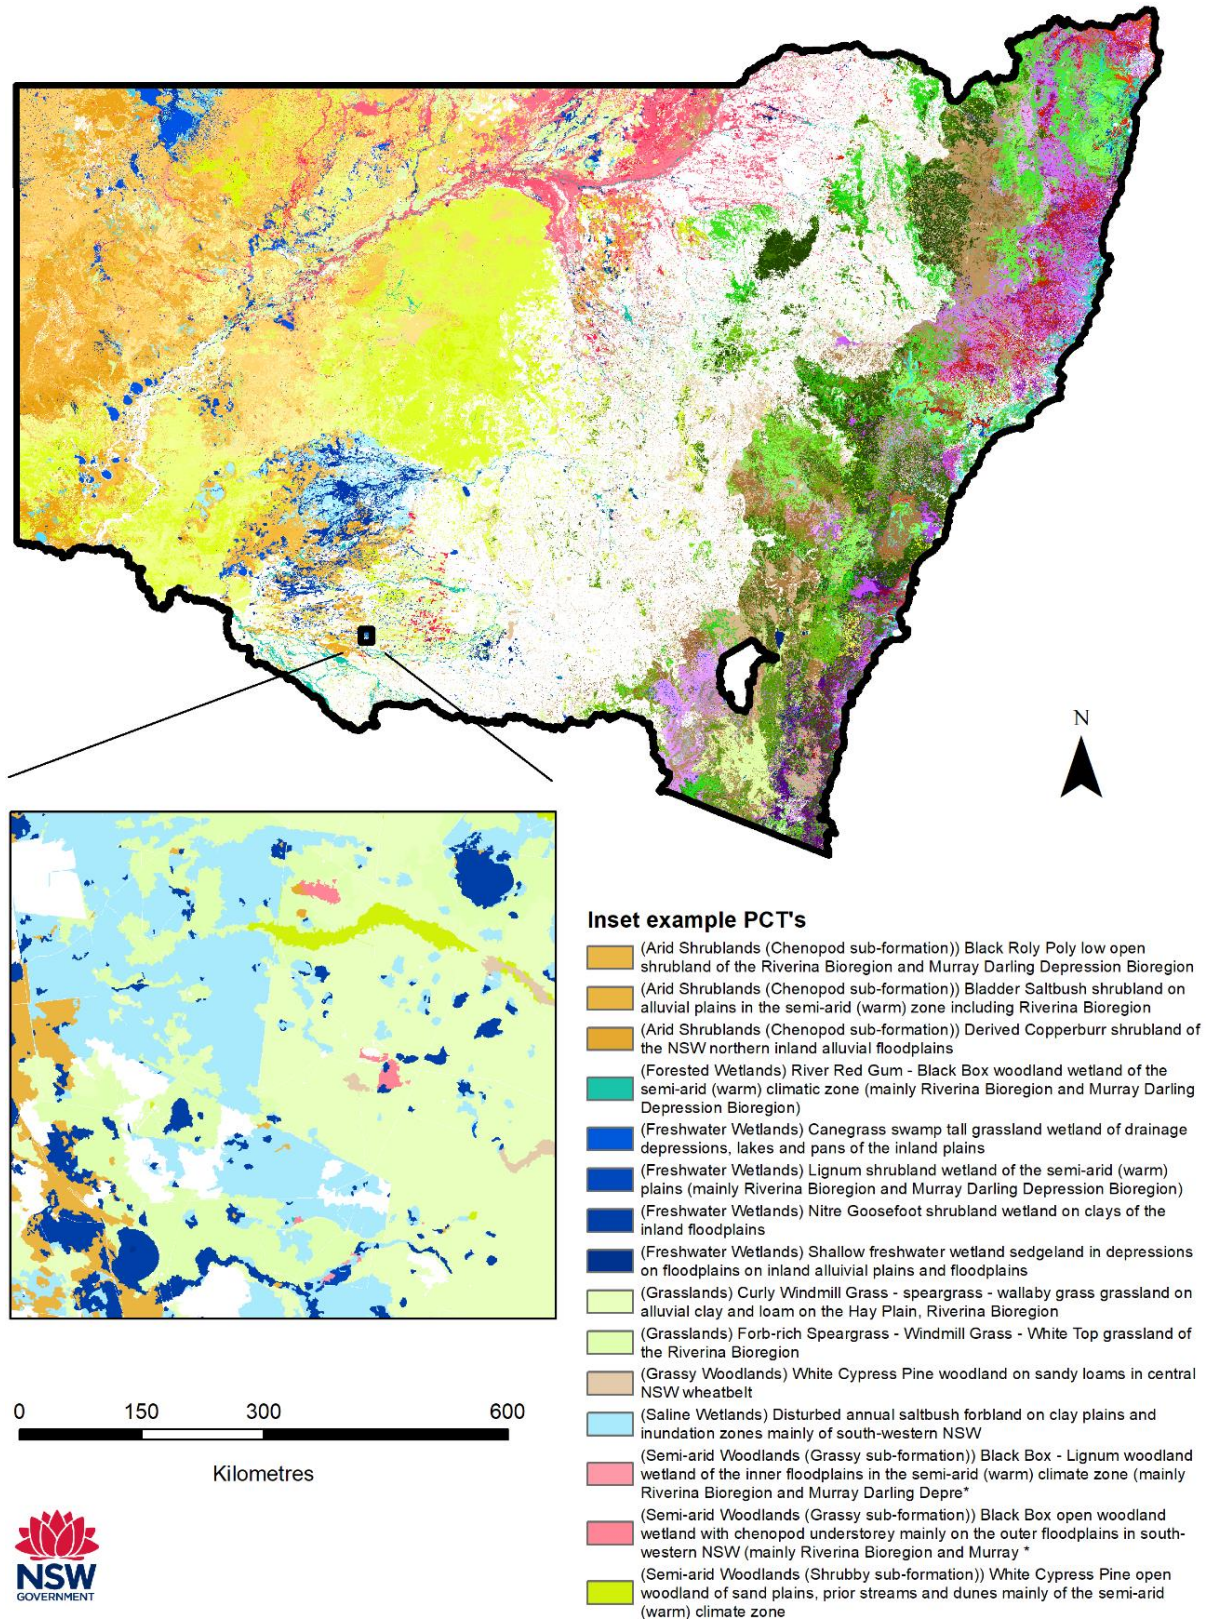 N
Inset example PCT's
(Arid Shrublands (Chenopod sub-formation)) Black Roly Poly low open
shrubland of the Riverina Bioregion and Murray Darling Depression Bioregion
(Arid Shrublands (Chenopod sub-formation)) Bladder Saltbush shrubland on
alluvial plains in the semi-arid (warm) zone including Riverina Bioregion
(Arid Shrublands (Chenopod sub-formation)) Derived Copperburr shrubland of
the NSW northern inland alluvial floodplains
(Forested Wetlands) River Red Gum - Black Box woodland wetland of the
semi-arid (warm) climatic zone (mainly Riverina Bioregion and Murray Darling
Depression Bioregion)
(Freshwater Wetlands) Canegrass swamp tall grassland wetland of drainage
depressions, lakes and pans of the inland plains
(Freshwater Wetlands) Lignum shrubland wetland of the semi-arid (warm)
plains (mainly Riverina Bioregion and Murray Darling Depression Bioregion)
(Freshwater Wetlands) Nitre Goosefoot shrubland wetland on clays of the
inland floodplains
(Freshwater Wetlands) Shallow freshwater wetland sedgeland in depressions
on floodplains on inland alluivial plains and floodplains
(Grasslands) Curly Windmill Grass - speargrass - wallaby grass grassland on
alluvial clay and loam on the Hay Plain, Riverina Bioregion
(Grasslands) Forb-rich Speargrass - Windmill Grass - White Top grassland of
the Riverina Bioregion
(Grassy Woodlands) White Cypress Pine woodland on sandy loams in central
NSW wheatbelt
(Saline Wetlands) Disturbed annual saltbush forbland on clay plains and
inundation zones mainly of south-western NSW
(Semi-arid Woodlands (Grassy sub-formation)) Black Box - Lignum woodland
wetland of the inner floodplains in the semi-arid (warm) climate zone (mainly
Riverina Bioregion and Murray Darling Depre*
(Semi-arid Woodlands (Grassy sub-formation)) Black Box open woodland
wetland with chenopod understorey mainly on the outer floodplains in south-
western NSW (mainly Riverina Bioregion and Murray *
(Semi-arid Woodlands (Shrubby sub-formation)) White Cypress Pine open
woodland of sand plains, prior streams and dunes mainly of the semi-arid
(warm) climate zone
0 150 300 600
Kilometres
NSW
GOVERNMENT